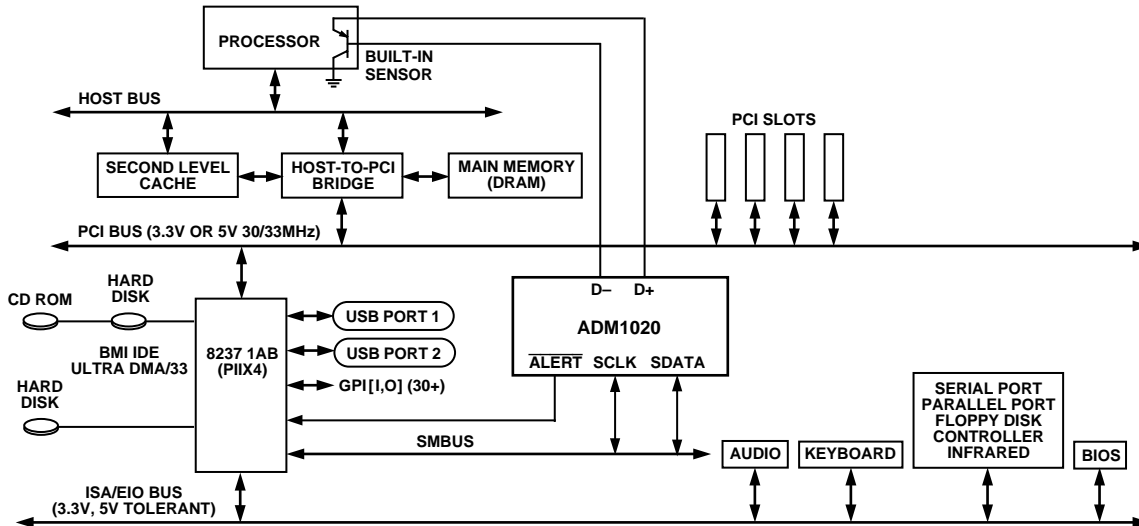 PROCESSOR
BUILT-IN
SENSOR
HOST BUS
PCI SLOTS
SECOND LEVEL
CACHE
HOST-TO-PCI
BRIDGE
MAIN MEMORY
(DRAM)
PCI BUS (3.3V OR 5V 30/33MHz)
D– D+
ADM1020
ALERT SCLK SDATA
CD ROM
HARD
DISK
BMI IDE
ULTRA DMA/33
HARD
DISK
8237 1AB
(PIIX4)
USB PORT 1
USB PORT 2
GPI[I,O] (30+)
SMBUS
AUDIO
KEYBOARD
SERIAL PORT
PARALLEL PORT
FLOPPY DISK
CONTROLLER
INFRARED
BIOS
ISA/EIO BUS
(3.3V, 5V TOLERANT)